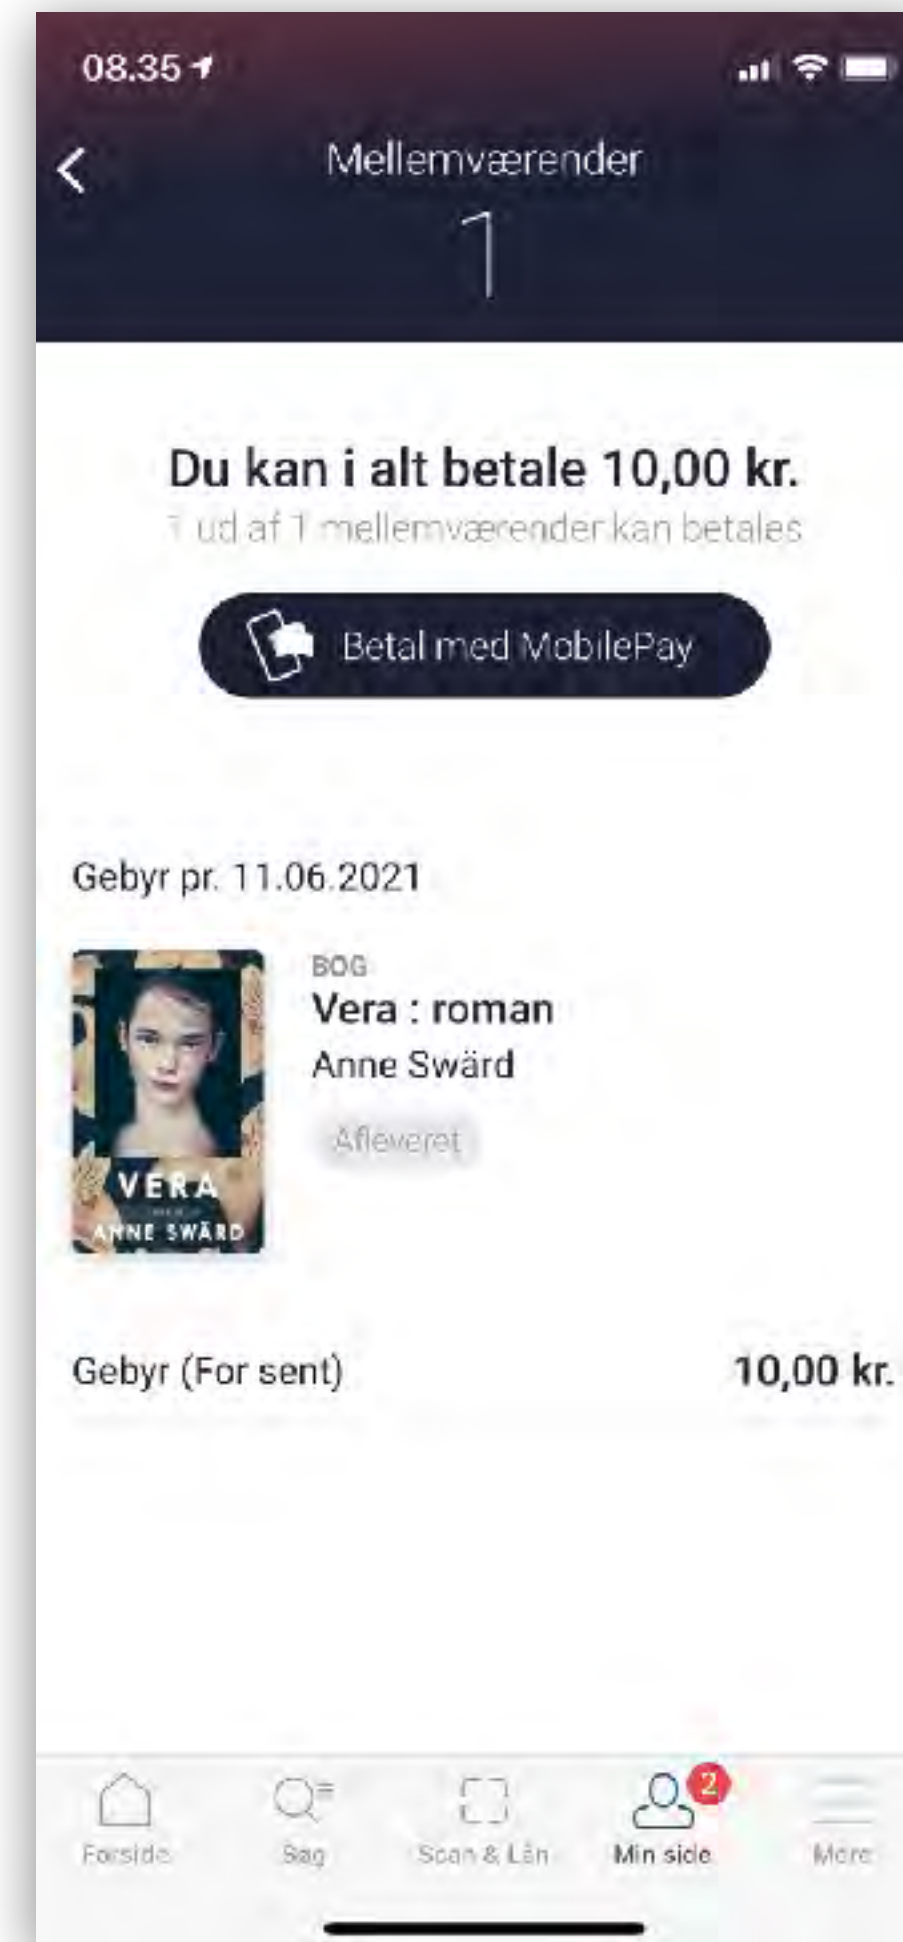 08.35
Mellemværender
1
Du kan i alt betale 10,00 kr.
1 ud af 1 mellemværender kan betales
Betal med MobilePay
Gebyr pr. 11.06.2021
BOG
Vera : roman
Anne Swärd
Afleveret
VERA
ANNE SWÄRD
Gebyr (For sent) 10,00 kr.
2
Forside Søg Scan & Lån Min side Mere